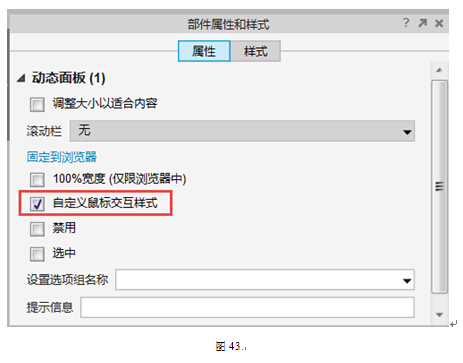 部件属性和样式
属性 样式
动态面板 (1)
调整大小以适合内容
滚动栏 无
固定到浏览器
100%宽度 (仅限浏览器中)
自定义鼠标交互样式
禁用
选中
设置选项组名称
提示信息
图 43.